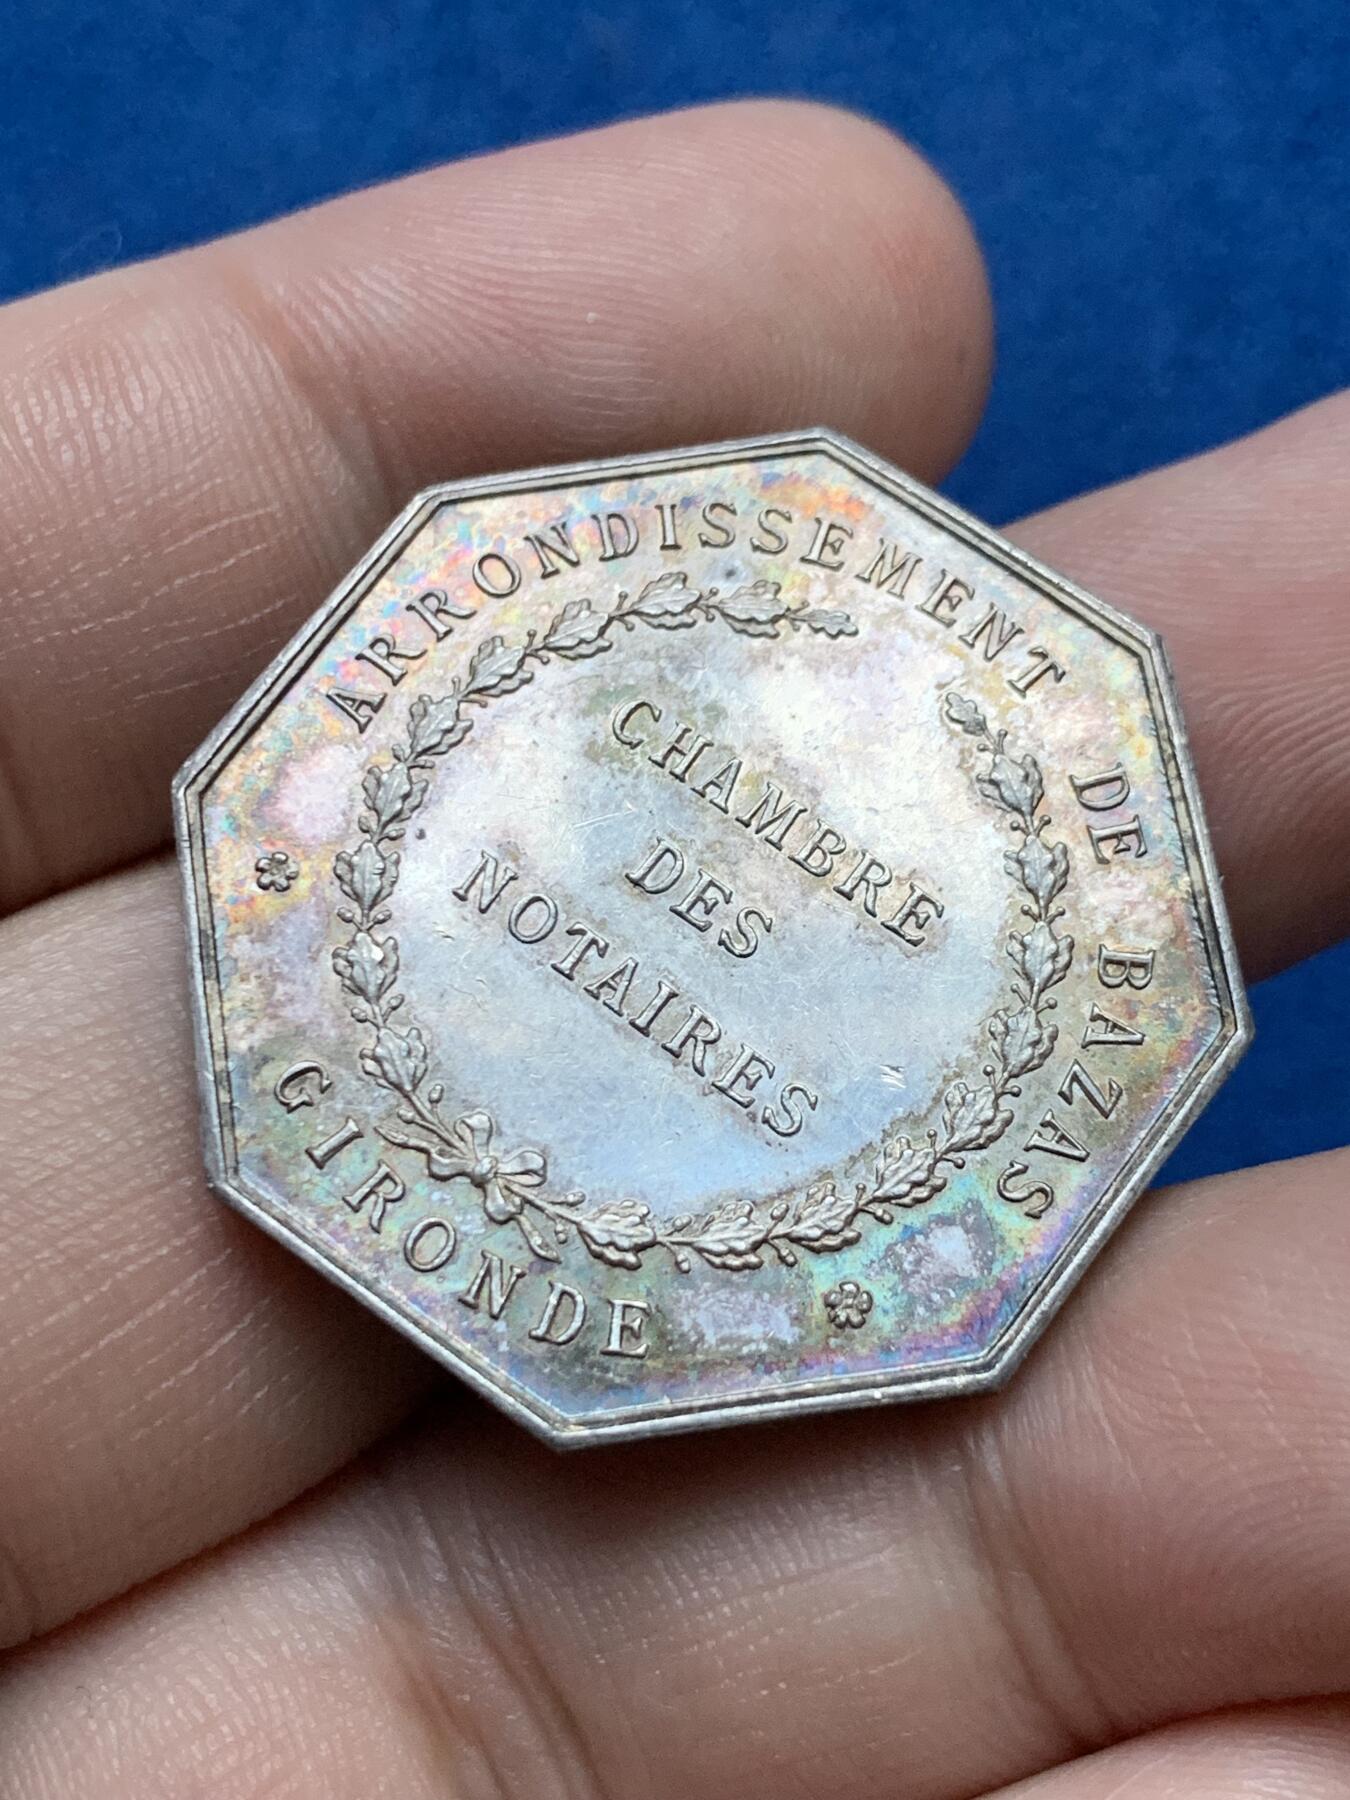 ARRONDISSEMENT DE BAZAS
CHAMBRE
DES
NOTAIRES
GIRONDE